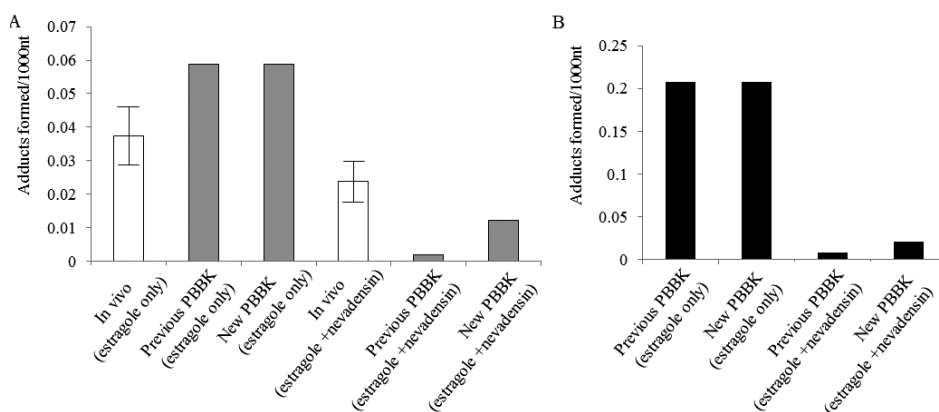 A
0.07
0.06
0.05
0.04
0.03
0.02
0.01
0
Adducts formed/1000nt
In vivo
(estragole only)
Previous PBBK
(estragole only)
New PBBK
(estragole only)
In vivo
(estragole +nevadensin)
Previous PBBK
(estragole +nevadensin)
New PBBK
(estragole +nevadensin)
B
0.25
0.2
0.15
0.1
0.05
0
Adducts formed/1000nt
Previous PBBK
(estragole only)
New PBBK
(estragole only)
Previous PBBK
(estragole +nevadensin)
New PBBK
(estragole +nevadensin)